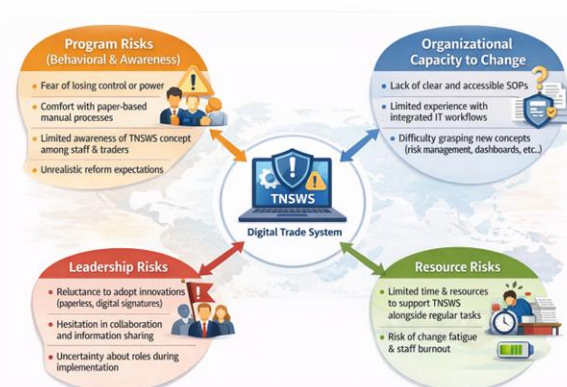 Program Risks
(Behavioral & Awareness)
• Fear of losing control or power
• Comfort with paper-based
manual processes
• Limited awareness of TNSWS concept
among staff & traders
• Unrealistic reform expectations
Organizational
Capacity to Change
• Lack of clear and accessible SOPs
• Limited experience with
integrated IT workflows
• Difficulty grasping new concepts
(risk management, dashboards, etc..)
TNSWS
Digital Trade System
Leadership Risks
• Reluctance to adopt innovations
(paperless, digital signatures)
• Hesitation in collaboration
and information sharing
• Uncertainty about roles during
implementation
Resource Risks
• Limited time & resources
to support TNSWS
alongside regular tasks
• Risk of change fatigue
& staff burnout